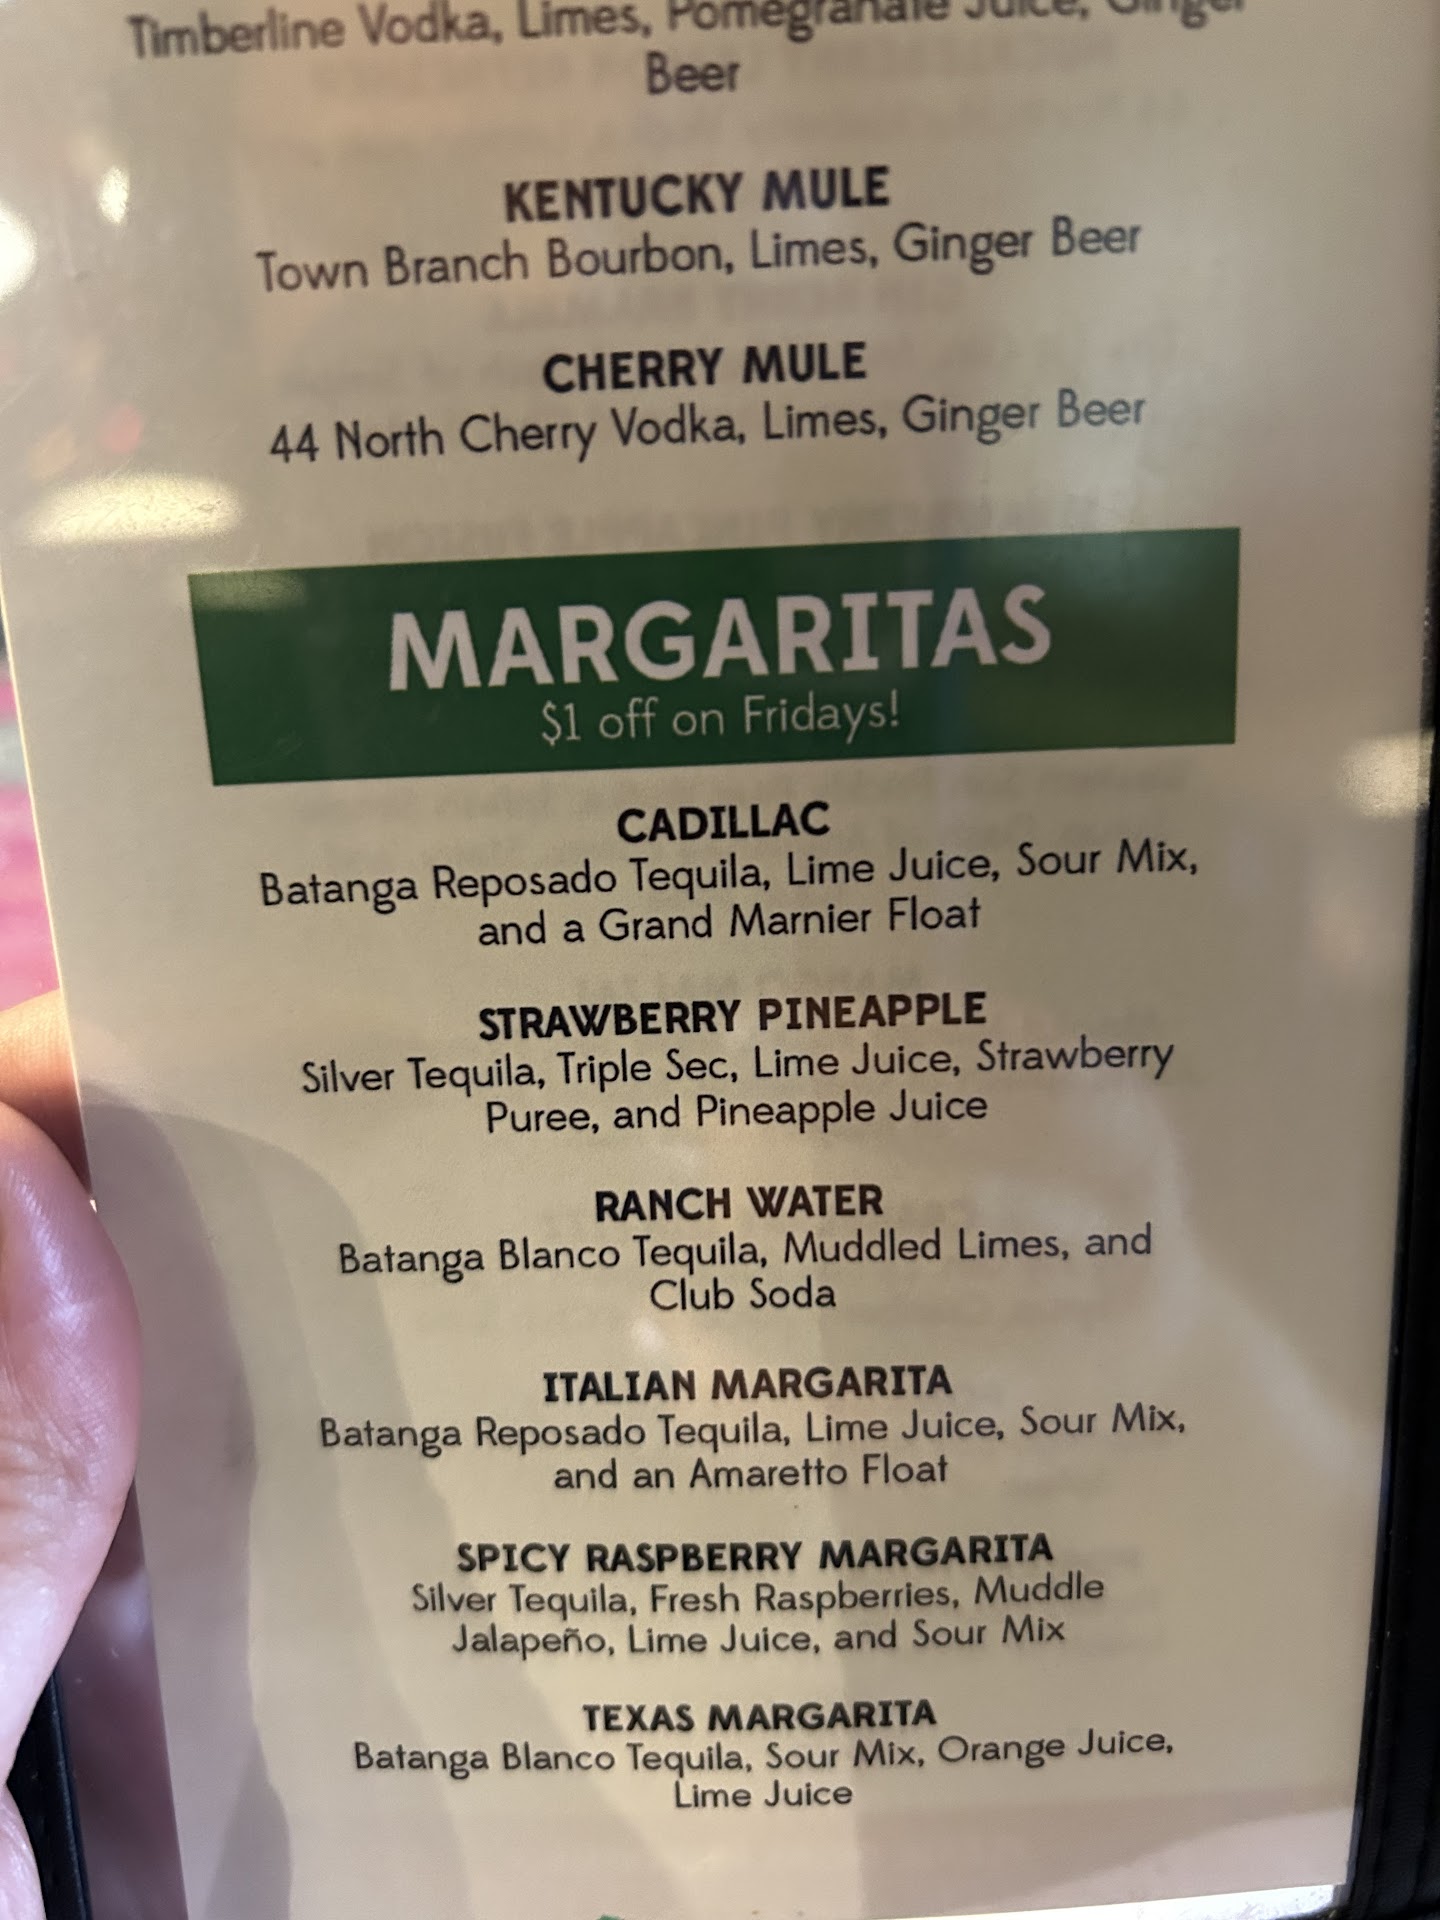 Timberline Vodka, Limes, Pomegranate Juice, Ginger
Beer
KENTUCKY MULE
Town Branch Bourbon, Limes, Ginger Beer
CHERRY MULE
44 North Cherry Vodka, Limes, Ginger Beer
MARGARITAS
$1 off on Fridays!
CADILLAC
Batanga Reposado Tequila, Lime Juice, Sour Mix,
and a Grand Marnier Float
STRAWBERRY PINEAPPLE
Silver Tequila, Triple Sec, Lime Juice, Strawberry
Puree, and Pineapple Juice
RANCH WATER
Batanga Blanco Tequila, Muddled Limes, and
Club Soda
ITALIAN MARGARITA
Batanga Reposado Tequila, Lime Juice, Sour Mix,
and an Amaretto Float
SPICY RASPBERRY MARGARITA
Silver Tequila, Fresh Raspberries, Muddle
Jalapeño, Lime Juice, and Sour Mix
TEXAS MARGARITA
Batanga Blanco Tequila, Sour Mix, Orange Juice,
Lime Juice